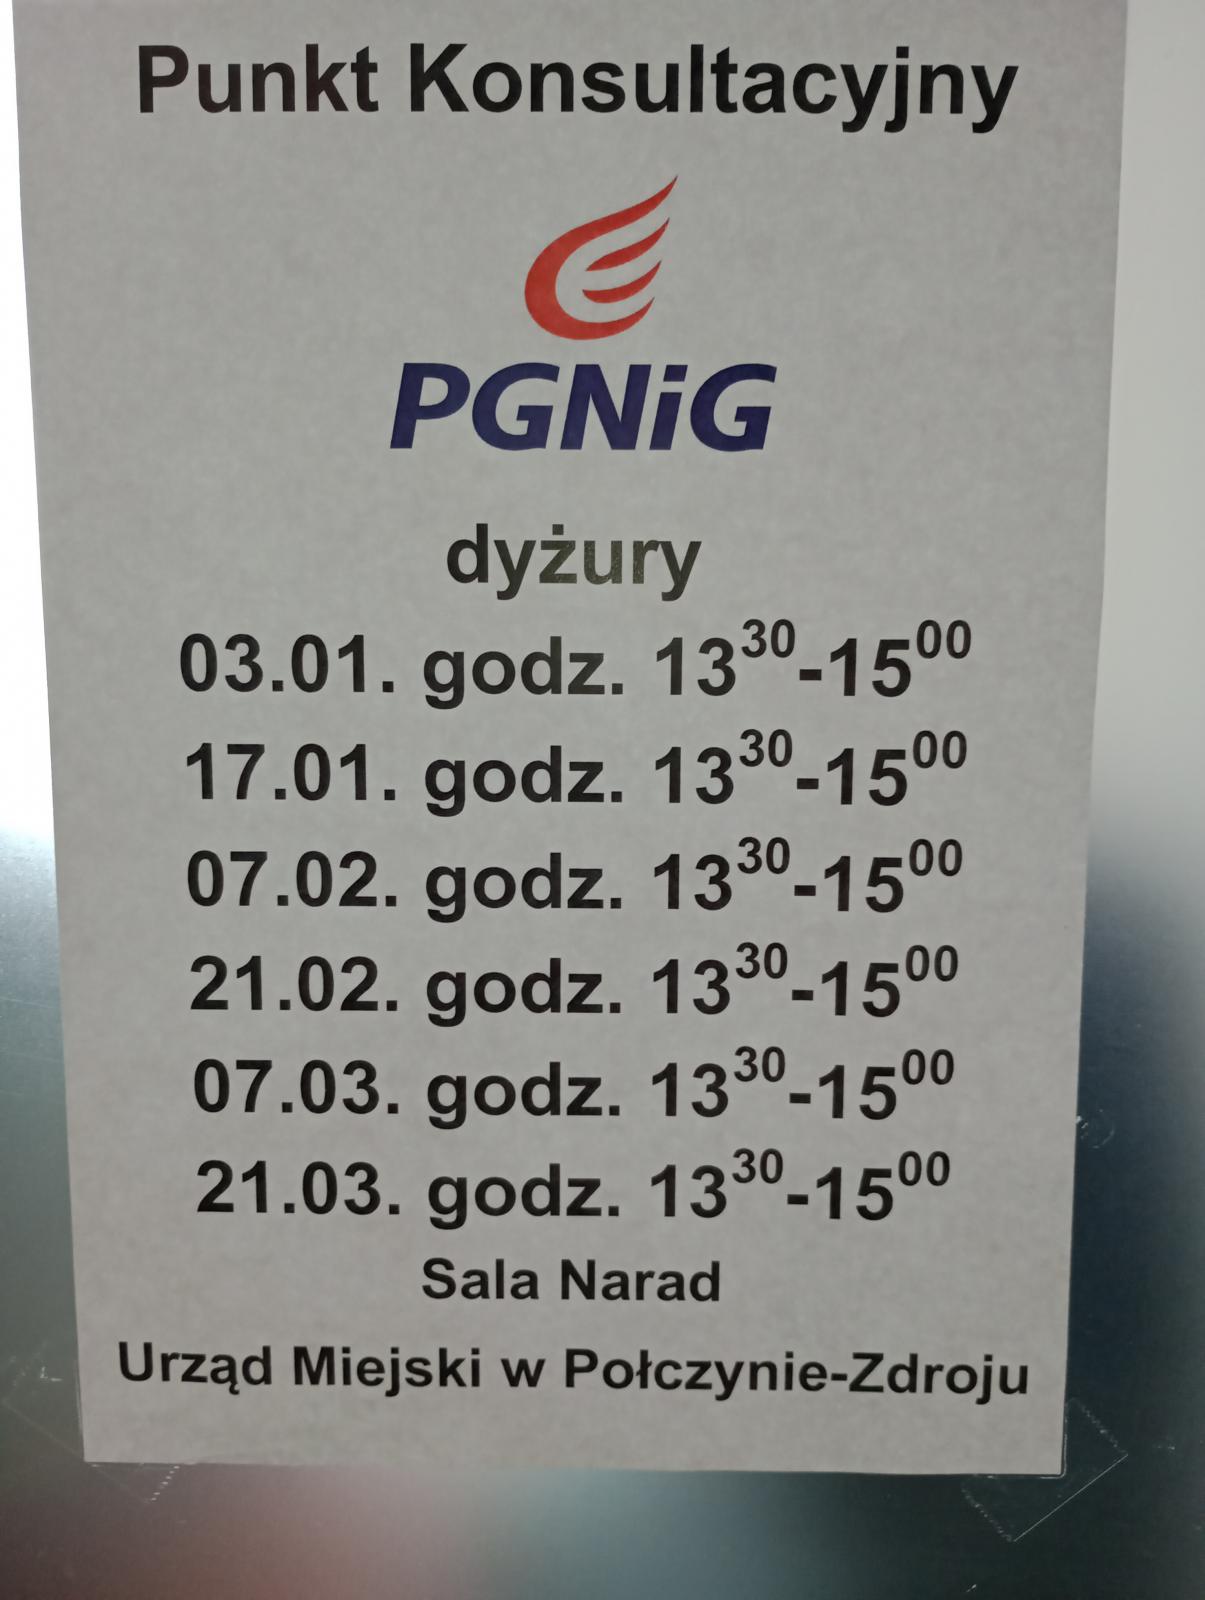 Punkt Konsultacyjny
PGNiG
dyżury
03.01. godz. 13³⁰-15⁰⁰
17.01. godz. 13³⁰-15⁰⁰
07.02. godz. 13³⁰-15⁰⁰
21.02. godz. 13³⁰-15⁰⁰
07.03. godz. 13³⁰-15⁰⁰
21.03. godz. 13³⁰-15⁰⁰
Sala Narad
Urząd Miejski w Połczynie-Zdroju